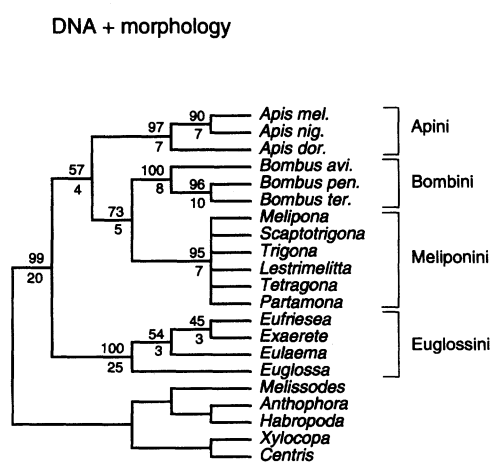 DNA + morphology
90 Apis mel.
97 7 Apis nig.
7 Apis dor.
Apini
57
4
100 Bombus avi.
8 96 Bombus pen.
10 Bombus ter.
Bombini
73
5
Melipona
Scaptotrigona
95 Trigona
7 Lestrimelitta
Tetragona
Partamona
Meliponini
99
20
45 Eufriesea
54 3 Exaerete
3 Eulaema
100
25 Euglossa
Euglossini
Melissodes
Anthophora
Habropoda
Xylocopa
Centris